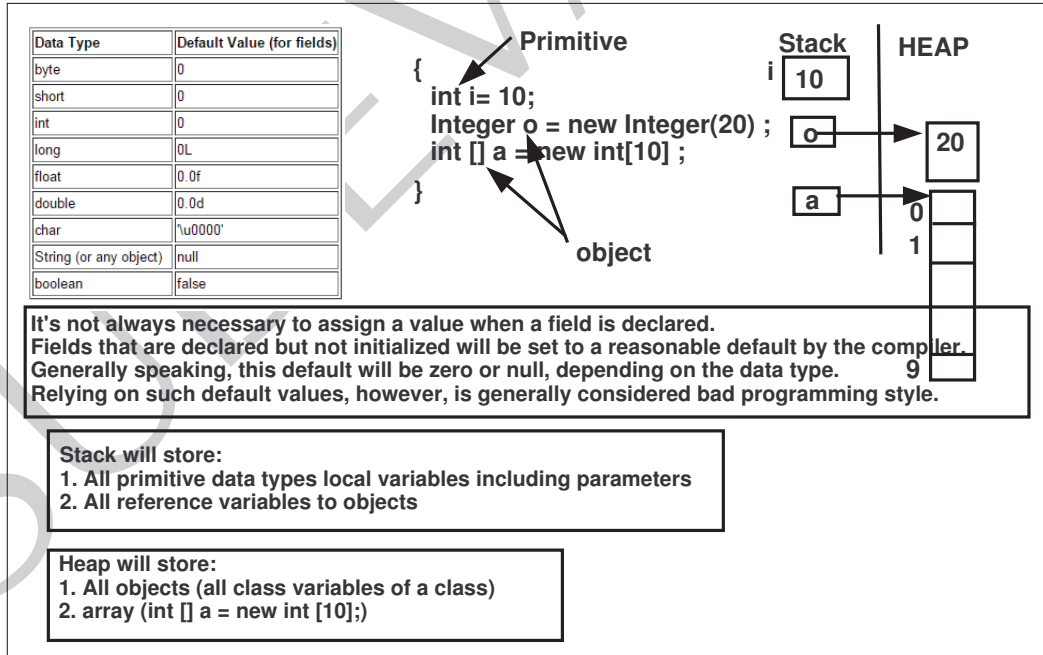 Data Type Default Value (for fields)
byte 0
short 0
int 0
long 0L
float 0.0f
double 0.0d
char '\u0000'
String (or any object) null
boolean false
Primitive
{
int i= 10;
Integer o = new Integer(20) ;
int [] a = new int[10] ;
}
object
Stack
HEAP
i
10
o
20
a
0
1
9
It's not always necessary to assign a value when a field is declared.
Fields that are declared but not initialized will be set to a reasonable default by the compiler.
Generally speaking, this default will be zero or null, depending on the data type.
Relying on such default values, however, is generally considered bad programming style.
Stack will store:
1. All primitive data types local variables including parameters
2. All reference variables to objects
Heap will store:
1. All objects (all class variables of a class)
2. array (int [] a = new int [10];)